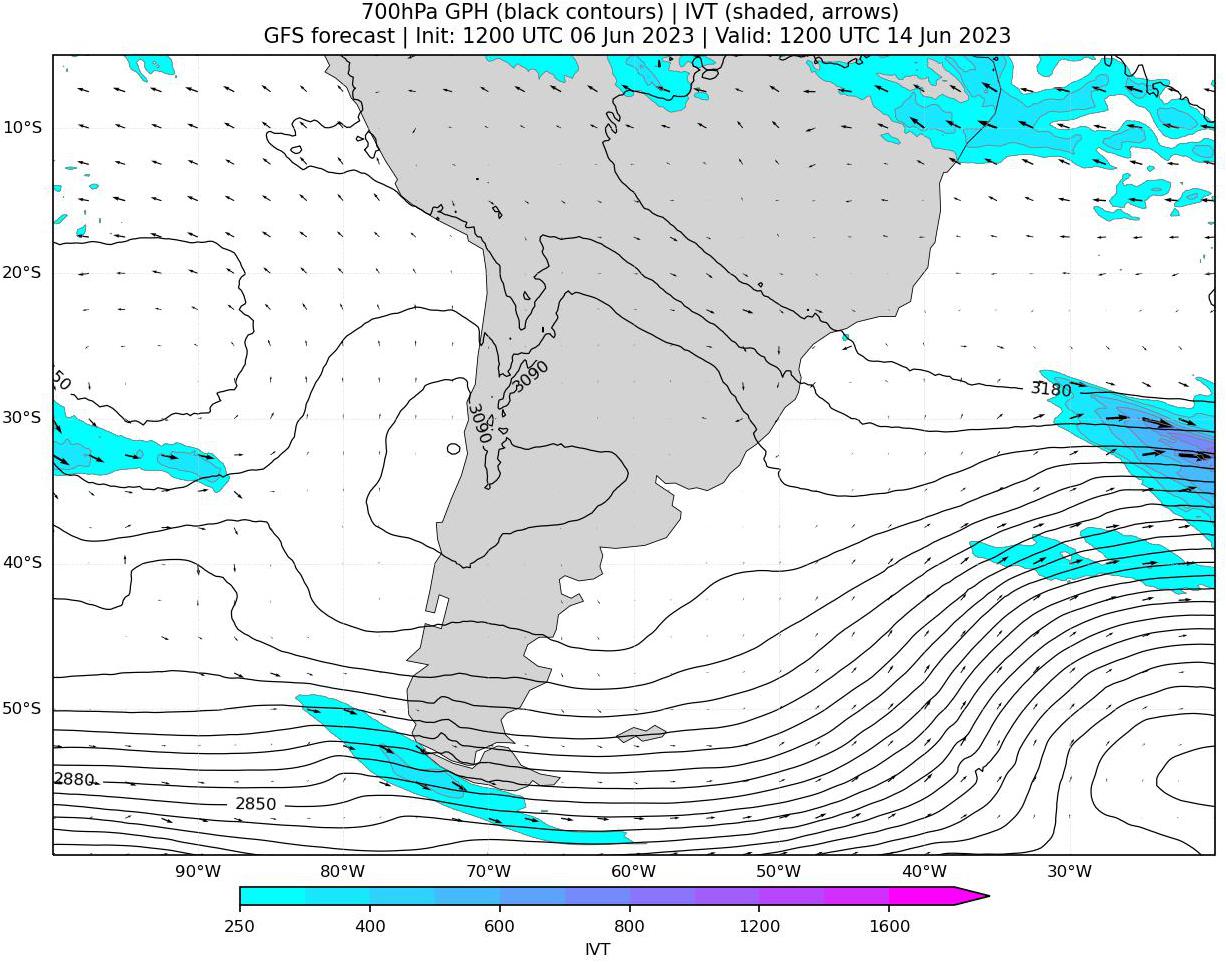 700hPa GPH (black contours) | IVT (shaded, arrows)
GFS forecast | Init: 1200 UTC 06 Jun 2023 | Valid: 1200 UTC 14 Jun 2023
10°S
20°S
30°S
40°S
50°S
50
3090
3090
3180
2880
2850
90°W 80°W 70°W 60°W 50°W 40°W 30°W
250 400 600 800 1200 1600
IVT